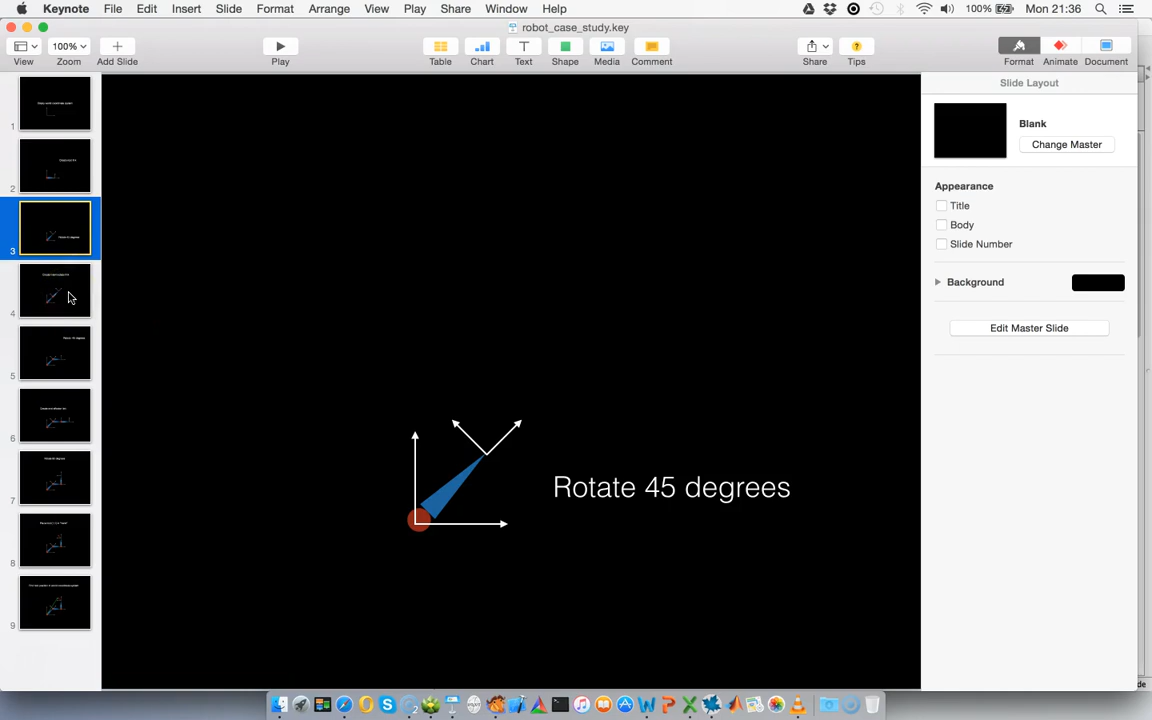 Keynote File Edit Insert Slide Format Arrange View Play Share Window Help 100% Mon 21:36
robot_case_study.key
100%
View Zoom Add Slide Play Table Chart Text Shape Media Comment Share Tips Format Animate Document
Slide Layout
Blank
Change Master
Appearance
Title
Body
Slide Number
Background
Edit Master Slide
1
2
3
4
5
6
7
8
9
Rotate 45 degrees